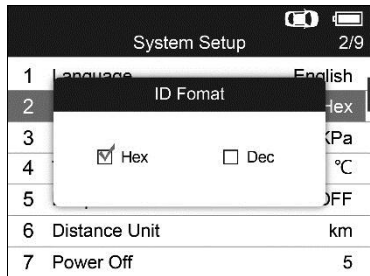 System Setup 2/9
1 Language English
2 Hex
ID Fomat
3 KPa
Hex Dec
4 °C
5 OFF
6 Distance Unit km
7 Power Off 5